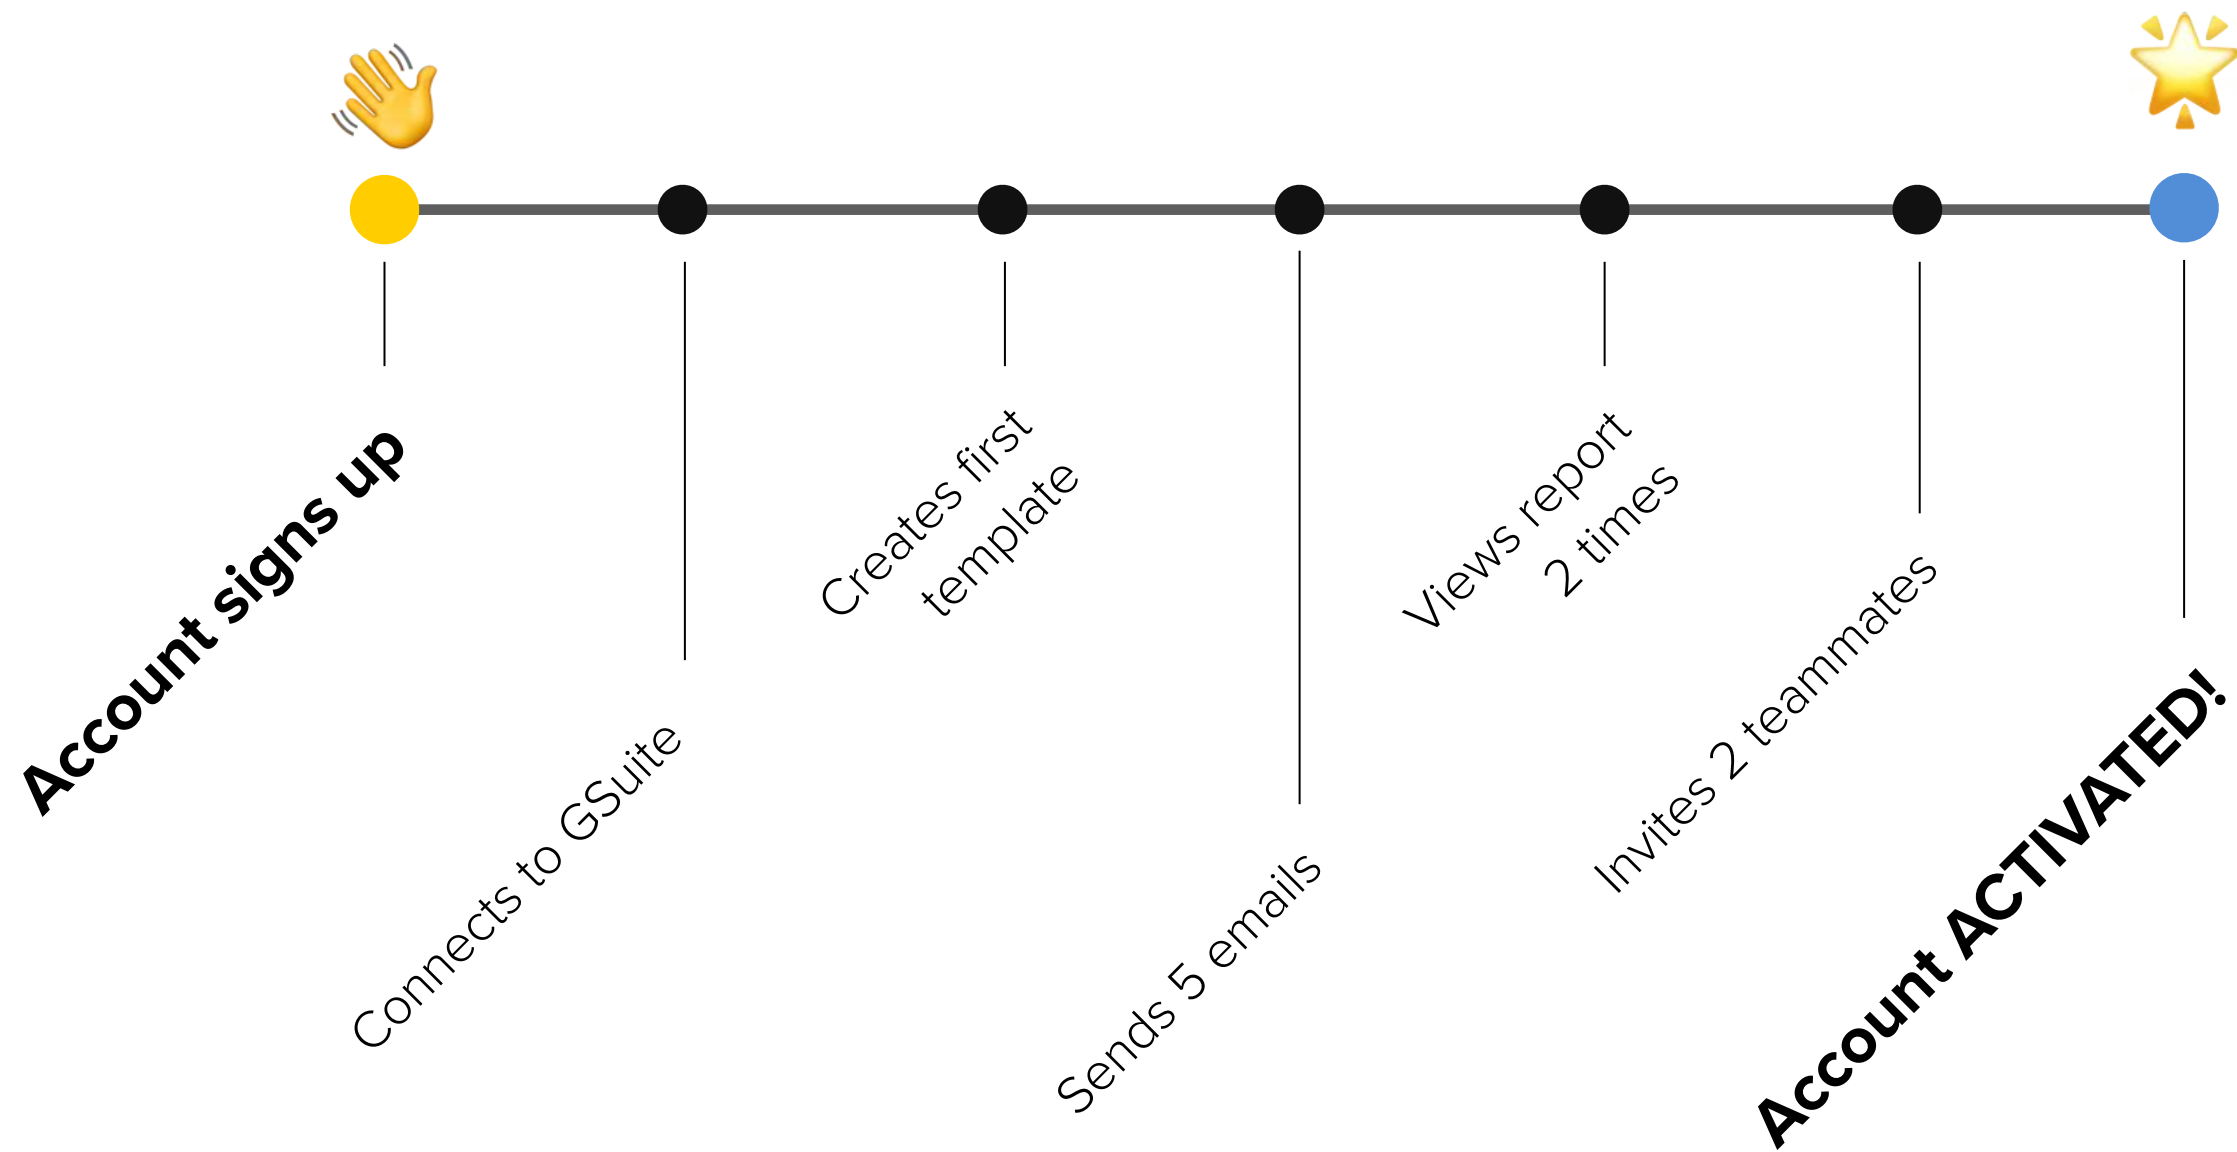 Account signs up
Connects to GSuite
Creates first
template
Sends 5 emails
Views report
2 times
Invites 2 teammates
Account ACTIVATED!